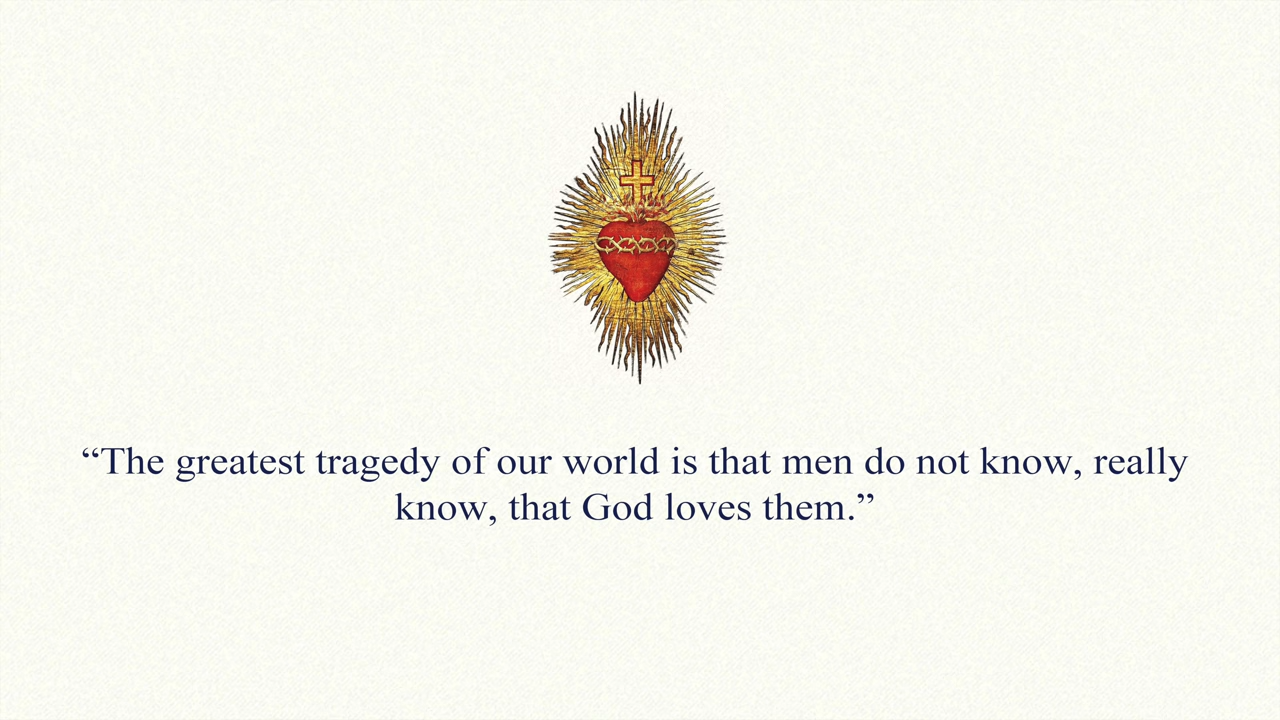 “The greatest tragedy of our world is that men do not know, really
know, that God loves them.”